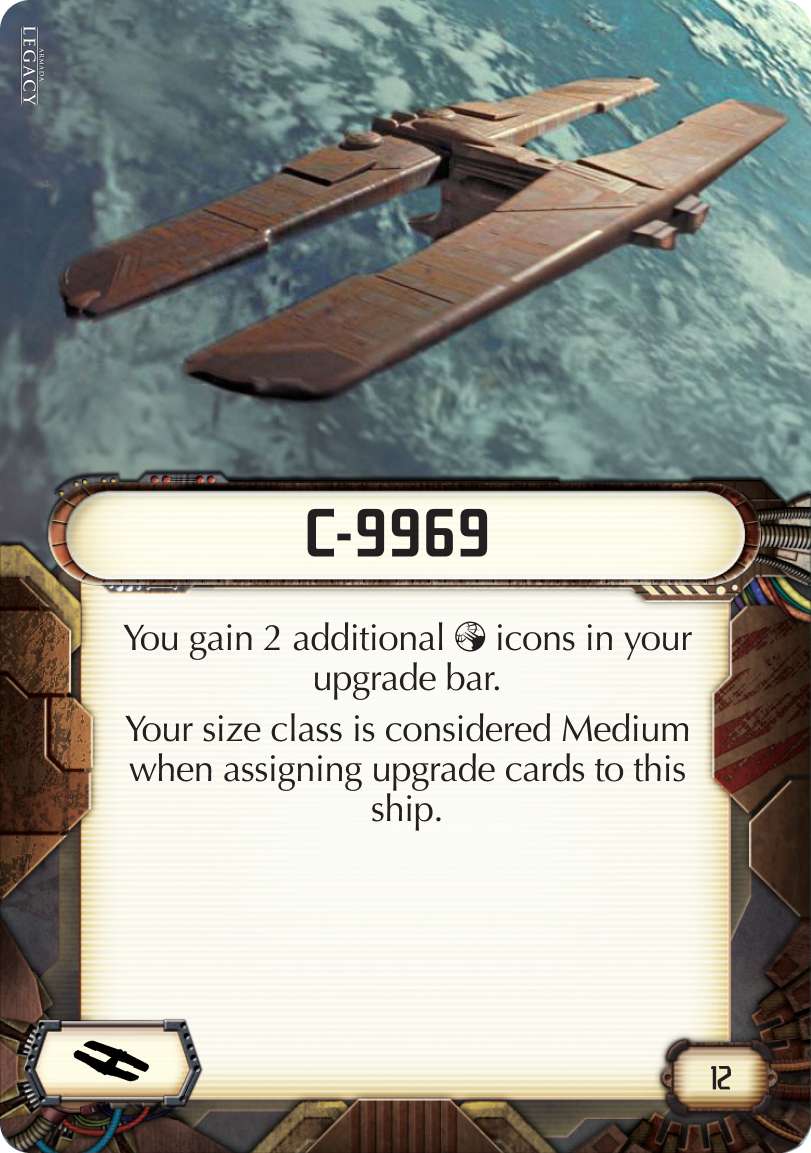 ARMADA
LEGACY
C-9969
You gain 2 additional icons in your
upgrade bar.
Your size class is considered Medium
when assigning upgrade cards to this
ship.
12